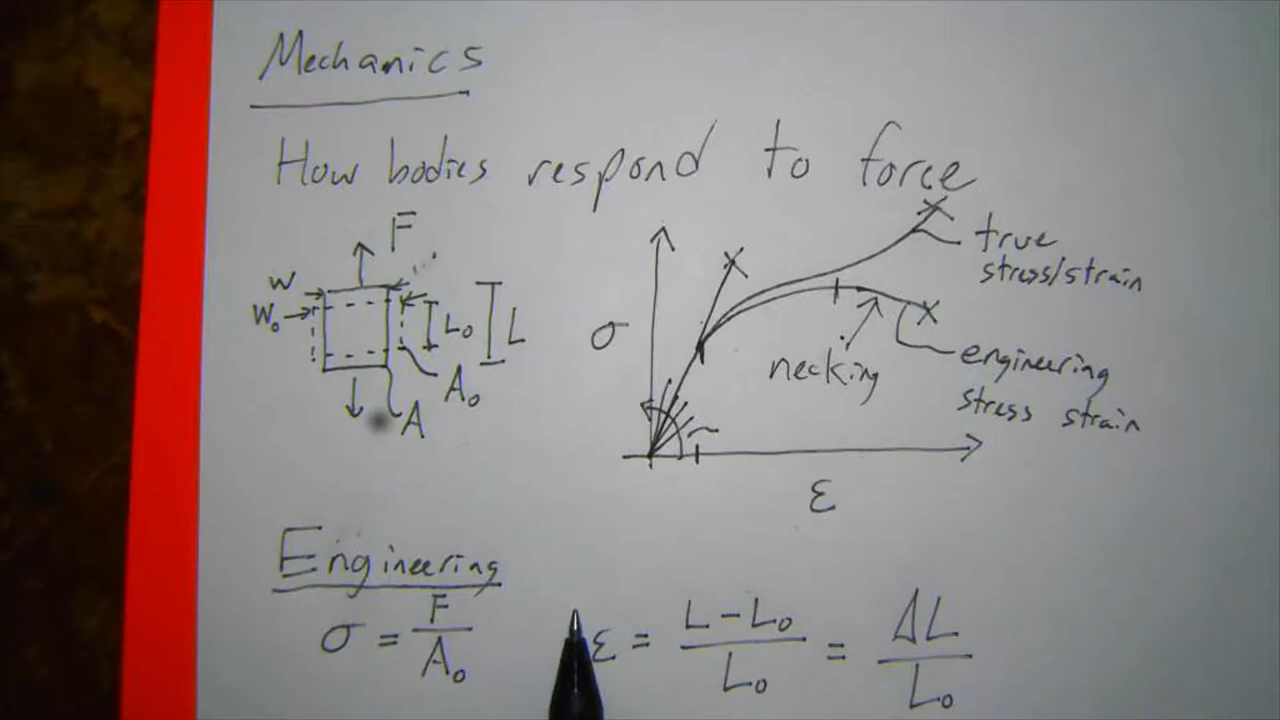 Mechanics
How bodies respond to force
F
w
W₀
L₀
L
A₀
A
σ
ε
true
stress/strain
necking
engineering
stress strain
Engineering
σ = F/A₀
ε = L-L₀/L₀ = ΔL/L₀